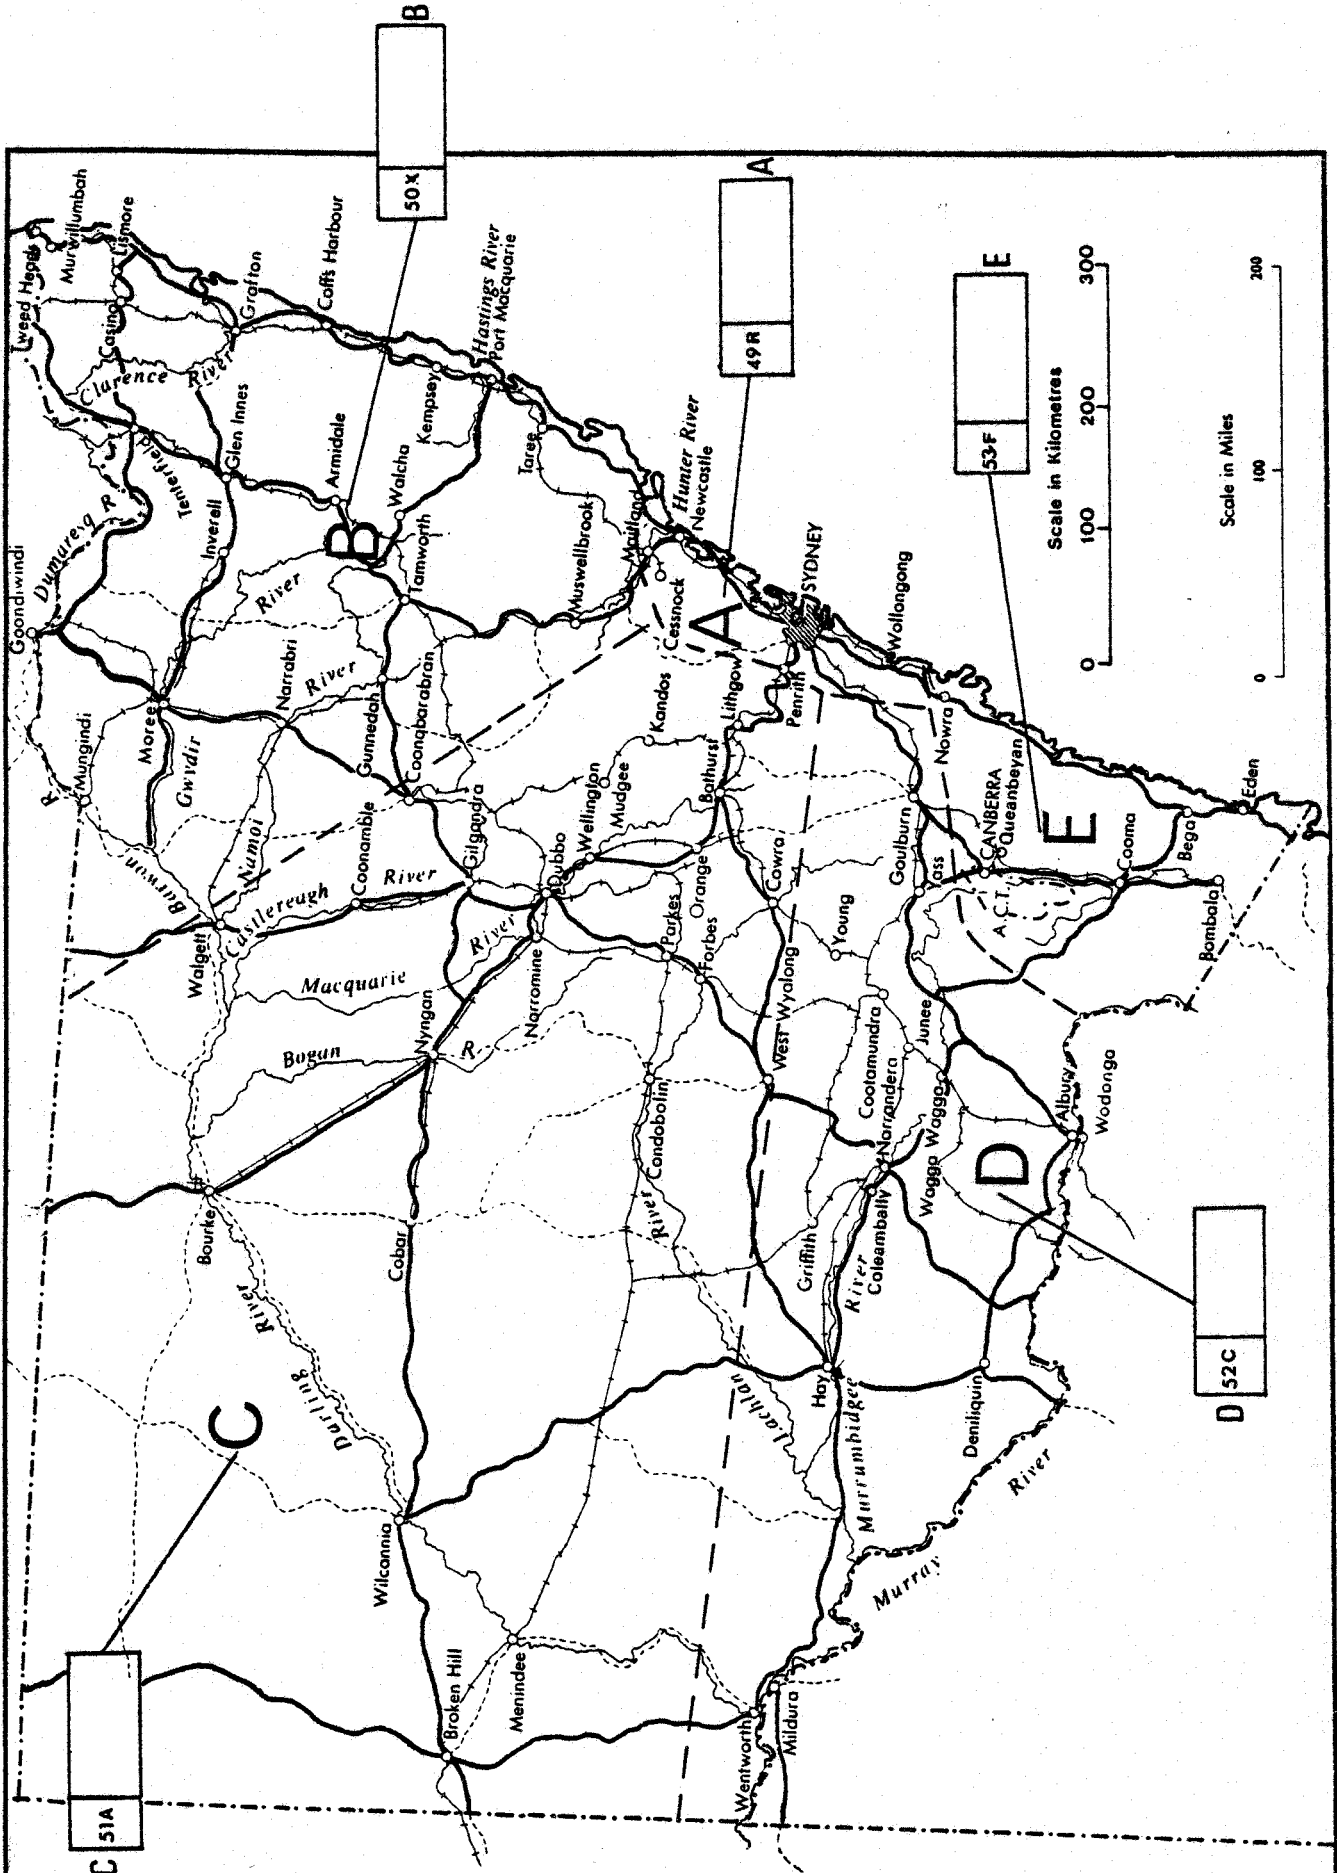 B
50X
A
49R
E
53F
C
51A
D
52C
Tweed Heads
Murwillumbah
Lismore
Casino
Clarence River
Grafton
Coffs Harbour
Glen Innes
Tenterfield
Dumaresq R
Goondiwindi
Inverell
Armidale
B
Walcha
Kempsey
Hastings River
Port Macquarie
Tamworth
Taree
River
Moree
Mungindi
R
Gwydir
Narrabri
River
Gunnedah
Coonabarabran
Muswellbrook
Maitland
Hunter River
Newcastle
Cessnock
A
SYDNEY
Barwon
Namoi
Walgett
Coonamble
Castlereugh River
Gilgandra
Kandos
Lithgow
Penrith
Wollongong
Macquarie River
Dubbo
Wellington
Mudgee
Bathurst
Nowra
Bogan R.
Nyngan
Narromine
Parkes
Orange
Forbes
Cowra
Goulburn
Yass
CANBERRA
Queanbeyan
A.C.T.
E
Cooma
Bega
Eden
Bombala
Bourke
Cobar
Condobolin
West Wyalong
Young
Cootamundra
Junee
Narrandera
Wagga Wagga
Albury
Wodonga
D
Griffith
Coleambally
River
Darling River
C
Lachlan River
Hay
Murrumbidgee
Deniliquin
Murray River
Wilcannia
Broken Hill
Menindee
Wentworth
Mildura
Scale in Kilometres
0 100 200 300
Scale in Miles
0 100 200